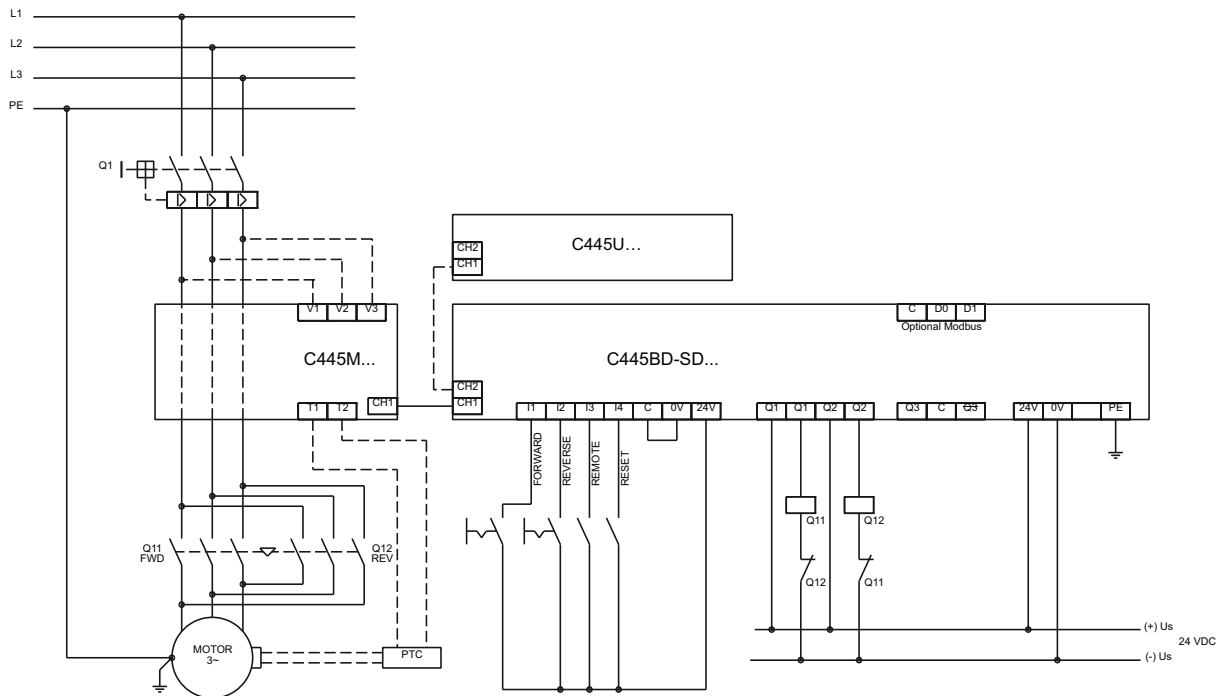 L1
L2
L3
PE
Q1
C445U...
CH2
CH1
V1 V2 V3
C D0 D1
Optional Modbus
C445M...
C445BD-SD...
CH2
CH1
CH1
T1 T2
I1 I2 I3 I4 C 0V 24V
Q1 Q1 Q2 Q2
Q3 C Q3
24V 0V PE
FORWARD
REVERSE
REMOTE
RESET
Q11
Q12
Q11
FWD
Q12
REV
Q12
Q11
(+) Us
24 VDC
(-) Us
MOTOR
3~
PTC